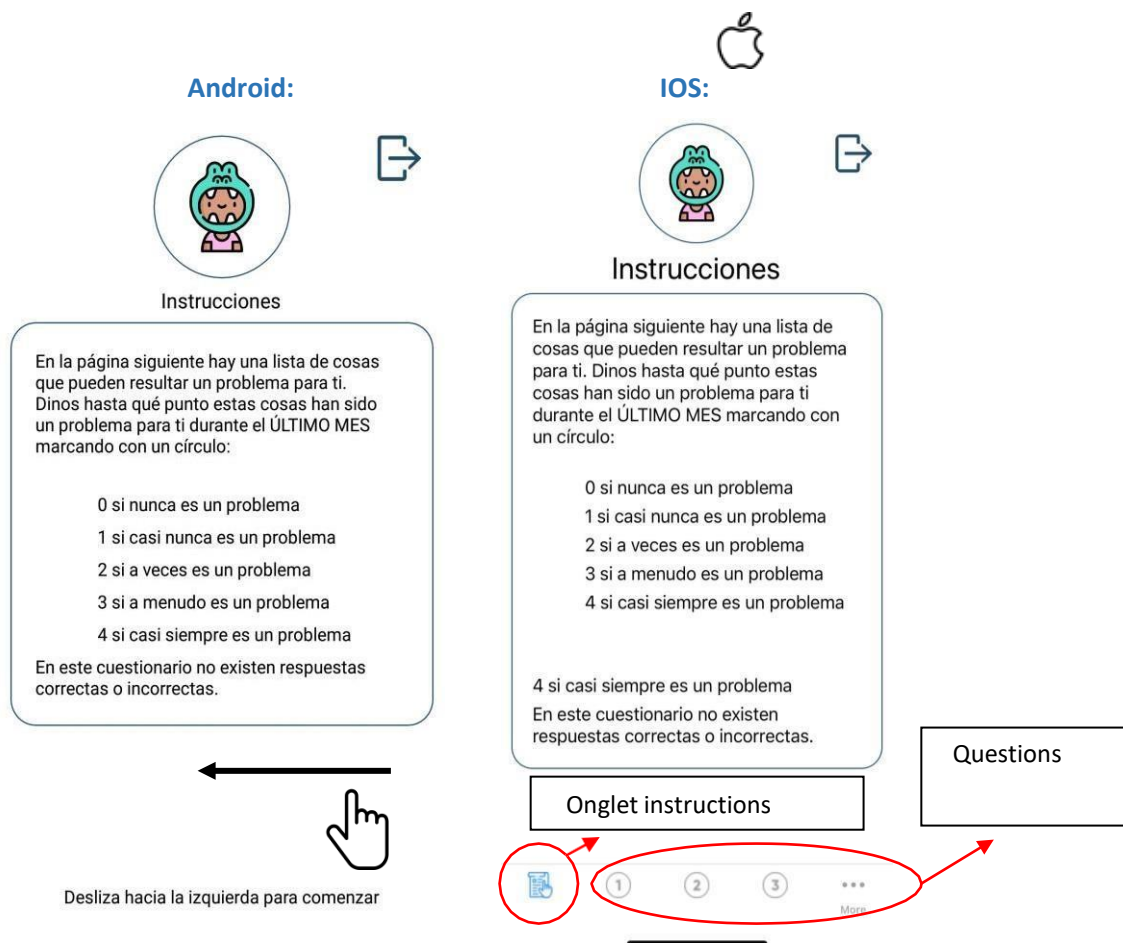 Android:
Instrucciones
En la página siguiente hay una lista de cosas
que pueden resultar un problema para ti.
Dinos hasta qué punto estas cosas han sido
un problema para ti durante el ÚLTIMO MES
marcando con un círculo:
0 si nunca es un problema
1 si casi nunca es un problema
2 si a veces es un problema
3 si a menudo es un problema
4 si casi siempre es un problema
En este cuestionario no existen respuestas
correctas o incorrectas.
Desliza hacia la izquierda para comenzar
IOS:
Instrucciones
En la página siguiente hay una lista de
cosas que pueden resultar un problema
para ti. Dinos hasta qué punto estas
cosas han sido un problema para ti
durante el ÚLTIMO MES marcando con
un círculo:
0 si nunca es un problema
1 si casi nunca es un problema
2 si a veces es un problema
3 si a menudo es un problema
4 si casi siempre es un problema
4 si casi siempre es un problema
En este cuestionario no existen
respuestas correctas o incorrectas.
Onglet instructions
Questions
1
2
3
More